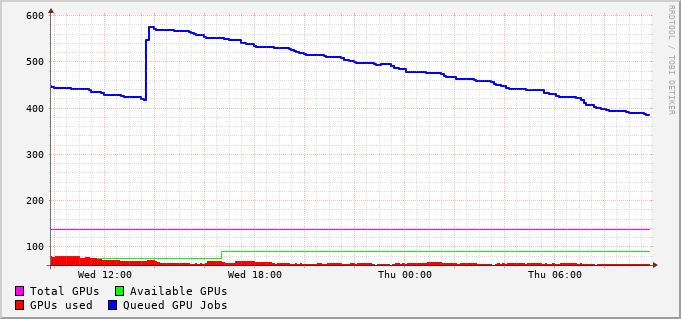 600
500
400
300
200
100
Wed 12:00 Wed 18:00 Thu 00:00 Thu 06:00
Total GPUs Available GPUs
GPUs used Queued GPU Jobs
RRDTOOL / TOBI OETIKER